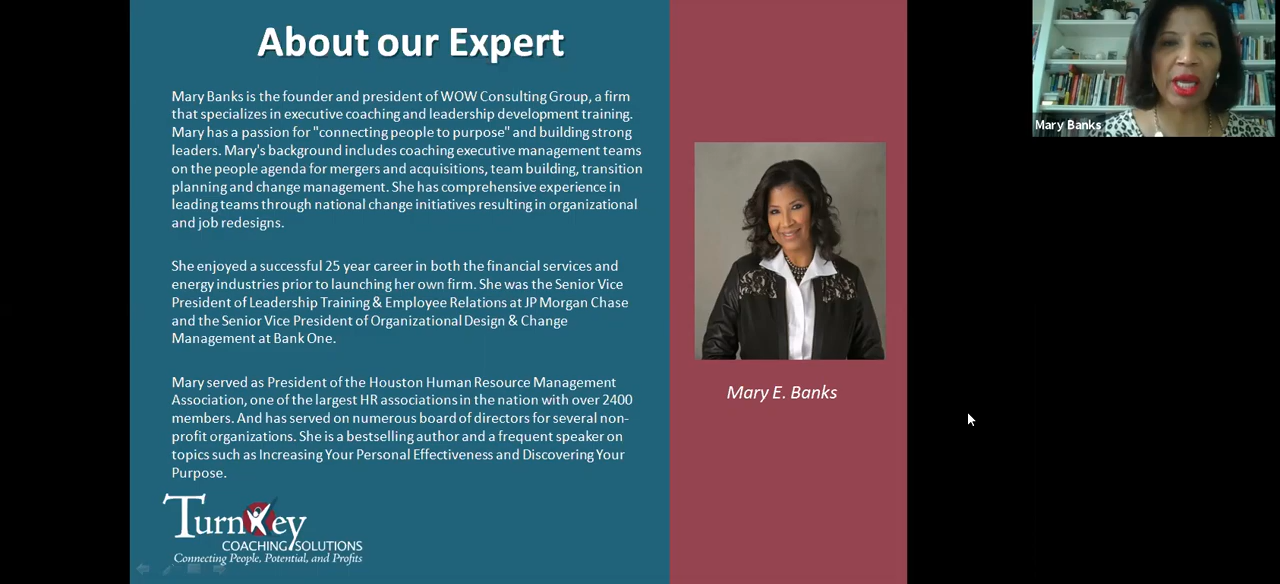 About our Expert
Mary Banks is the founder and president of WOW Consulting Group, a firm
that specializes in executive coaching and leadership development training.
Mary has a passion for "connecting people to purpose" and building strong
leaders. Mary's background includes coaching executive management teams
on the people agenda for mergers and acquisitions, team building, transition
planning and change management. She has comprehensive experience in
leading teams through national change initiatives resulting in organizational
and job redesigns.
She enjoyed a successful 25 year career in both the financial services and
energy industries prior to launching her own firm. She was the Senior Vice
President of Leadership Training & Employee Relations at JP Morgan Chase
and the Senior Vice President of Organizational Design & Change
Management at Bank One.
Mary served as President of the Houston Human Resource Management
Association, one of the largest HR associations in the nation with over 2400
members. And has served on numerous board of directors for several non-
profit organizations. She is a bestselling author and a frequent speaker on
topics such as Increasing Your Personal Effectiveness and Discovering Your
Purpose.
TurnKey
COACHING SOLUTIONS
Connecting People, Potential, and Profits
Mary E. Banks
Mary Banks